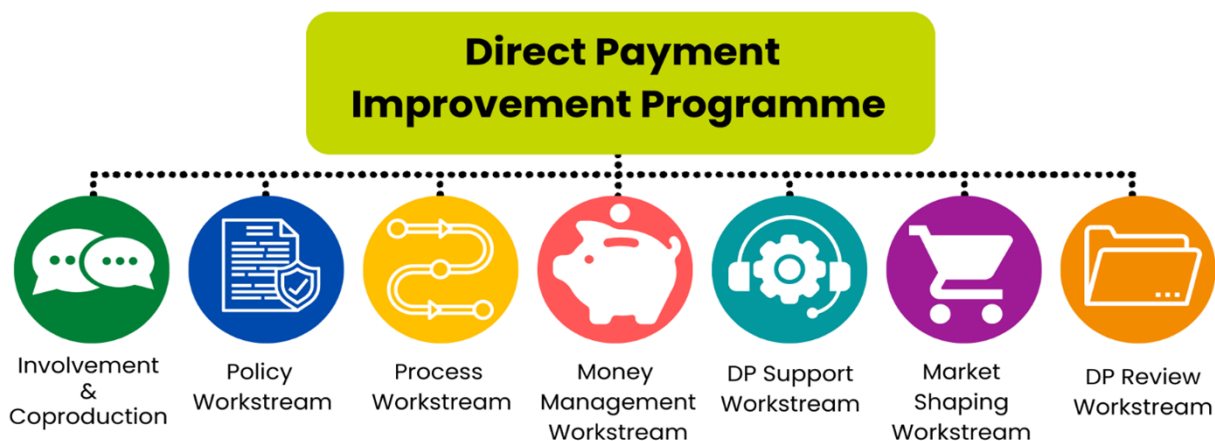 Direct Payment
Improvement Programme
Involvement
&
Coproduction
Policy
Workstream
Process
Workstream
Money
Management
Workstream
DP Support
Workstream
Market
Shaping
Workstream
DP Review
Workstream